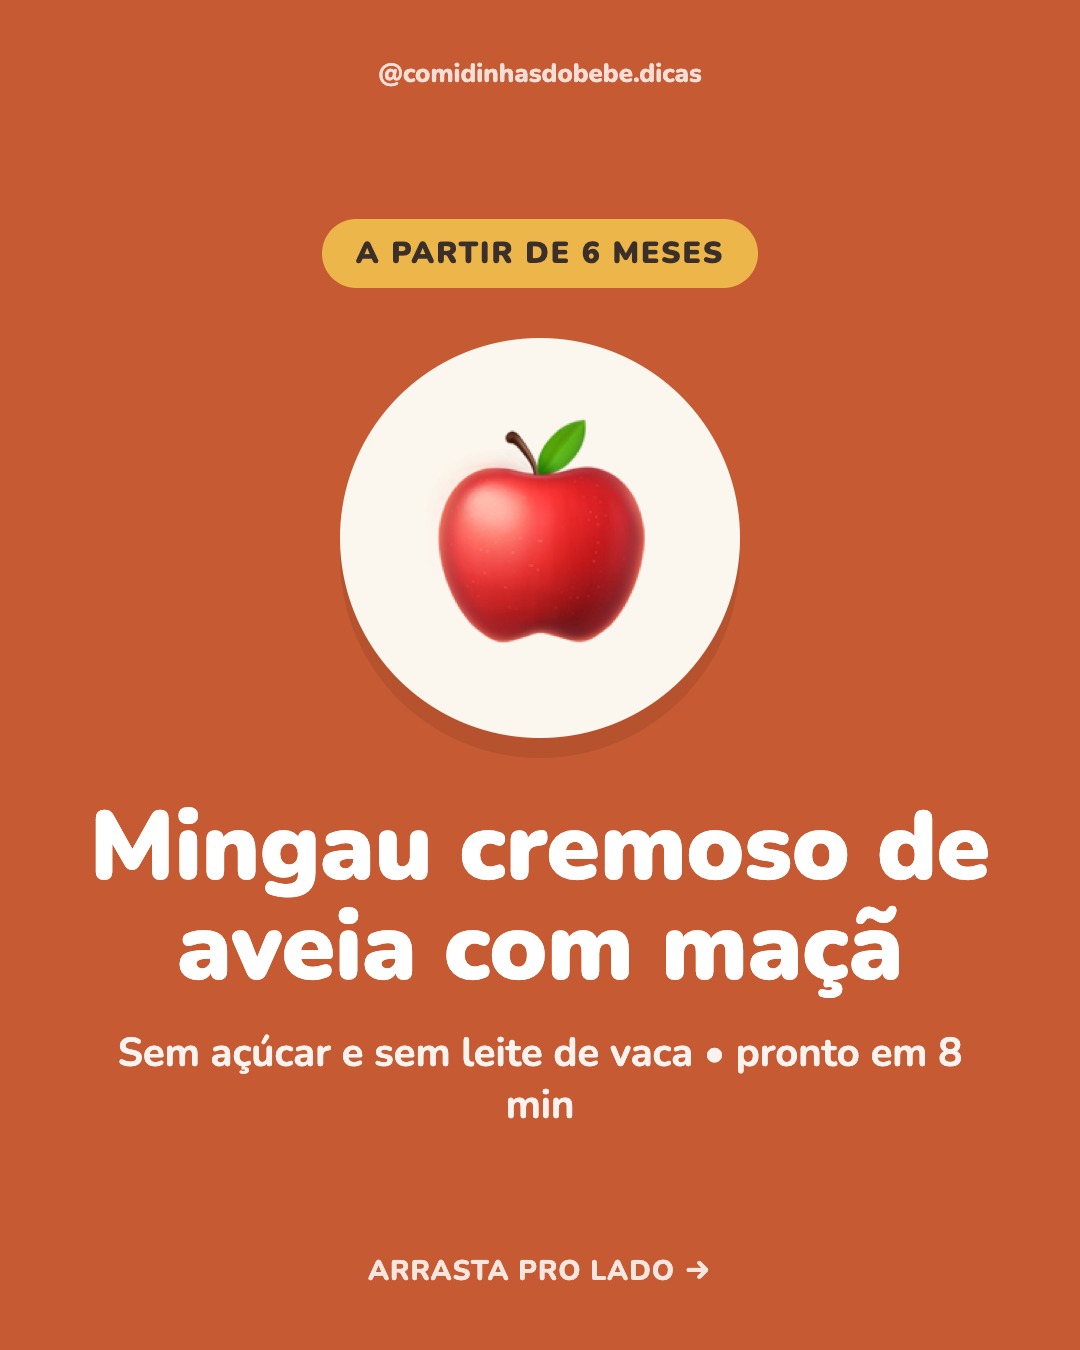 @comidinhasdobebe.dicas
A PARTIR DE 6 MESES
Mingau cremoso de
aveia com maçã
Sem açúcar e sem leite de vaca • pronto em 8
min
ARRASTA PRO LADO →